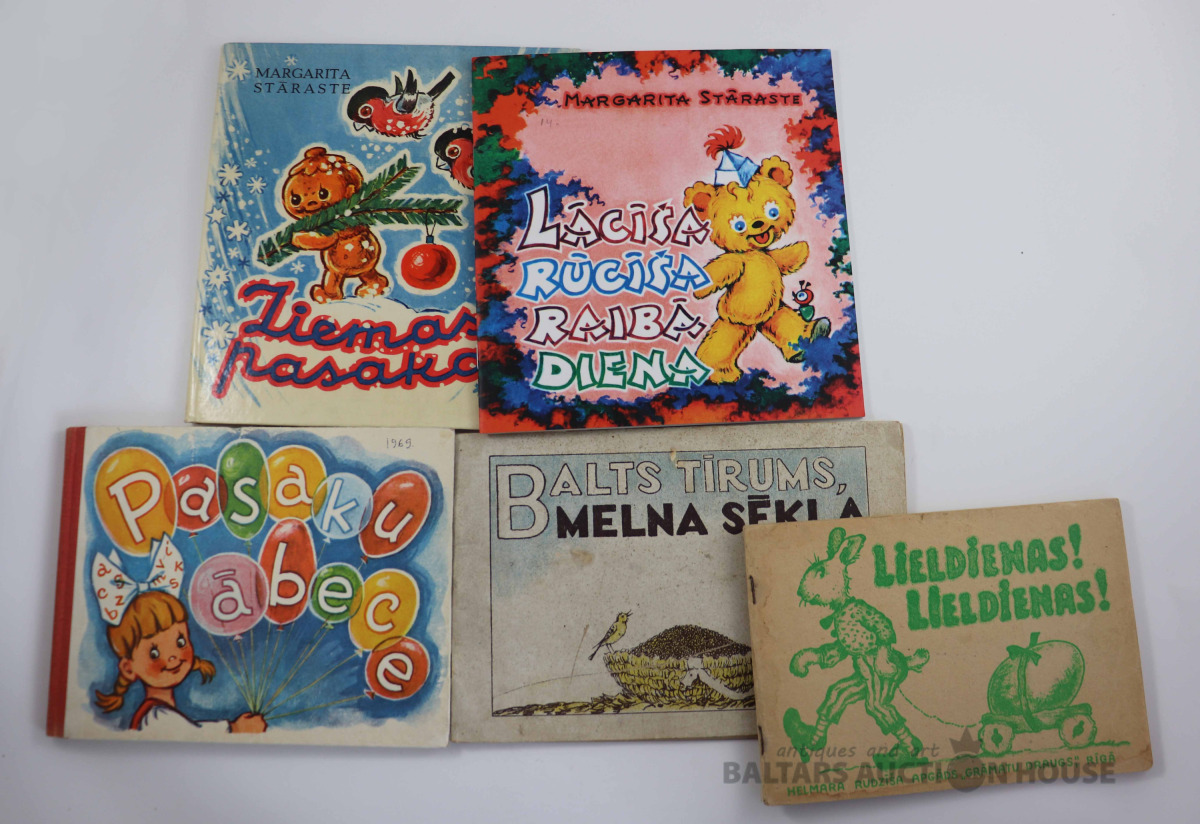 MARGARITA
STĀRASTE
Ziemas
pasaka
MARGARITA STĀRASTE
14.
LĀCĪŠA
RŪCĪŠA
RAIBĀ
DIENA
1969
Pasaku
ābece
BALTS TĪRUMS,
MELNA SĒKLA
LIELDIENAS!
LIELDIENAS!
HELMARA RUDZĪŠA APGĀDS „GRĀMATU DRAUGS” RĪGĀ
antiques and art
BALTARS AUCTION HOUSE